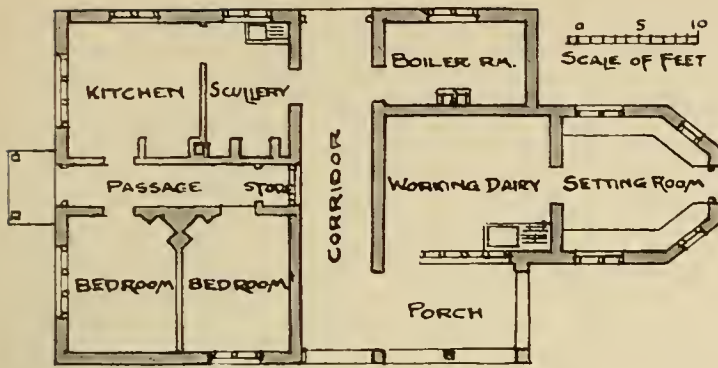 0 5 10
SCALE OF FEET
BOILER RM.
KITCHEN
SCULLERY
PASSAGE
STORE
CORRIDOR
WORKING DAIRY
SETTING ROOM
BEDROOM
BEDROOM
PORCH